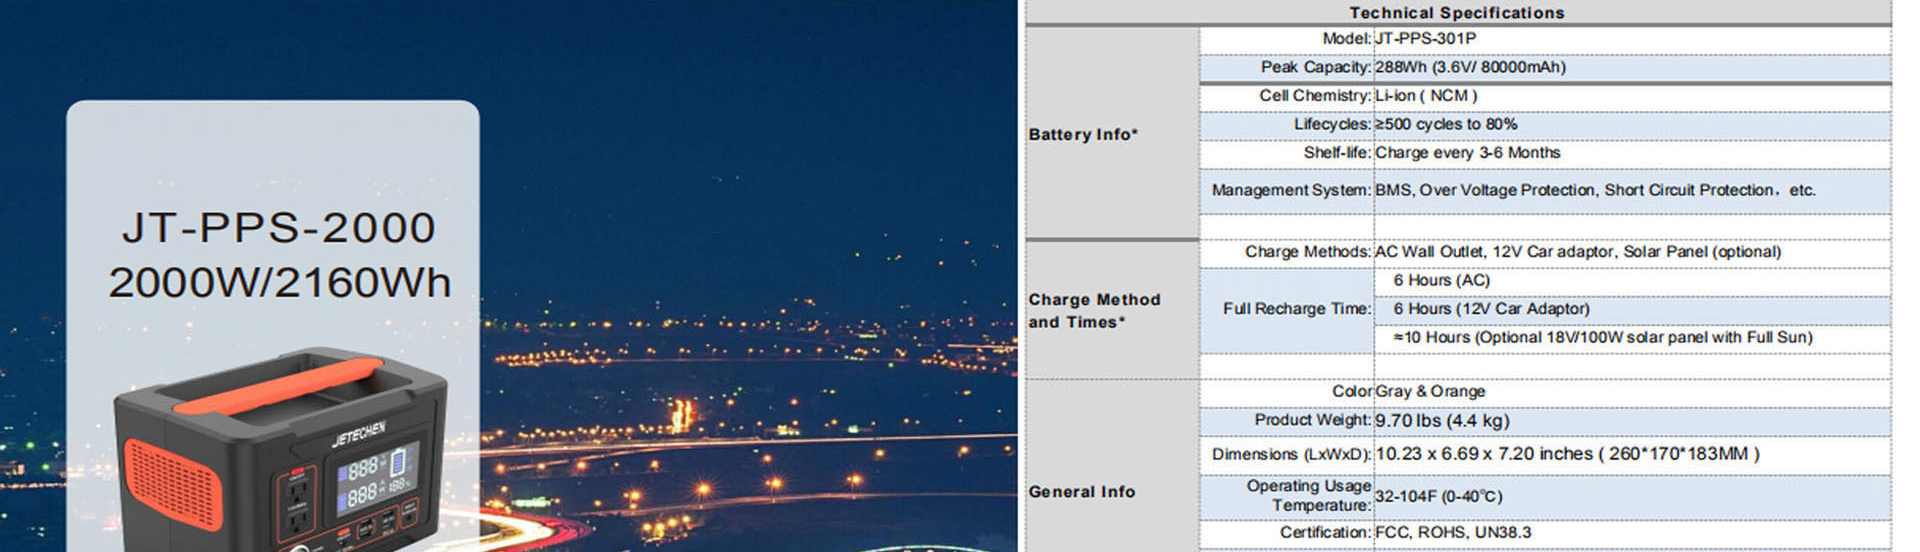 JT-PPS-2000
2000W/2160Wh
JETECHEN
888
888
188
Technical Specifications
Battery Info*
Model: JT-PPS-301P
Peak Capacity: 288Wh (3.6V/ 80000mAh)
Cell Chemistry: Li-ion ( NCM )
Lifecycles: ≥500 cycles to 80%
Shelf-life: Charge every 3-6 Months
Management System: BMS, Over Voltage Protection, Short Circuit Protection，etc.
Charge Method
and Times*
Charge Methods: AC Wall Outlet, 12V Car adaptor, Solar Panel (optional)
Full Recharge Time:
6 Hours (AC)
6 Hours (12V Car Adaptor)
≈10 Hours (Optional 18V/100W solar panel with Full Sun)
General Info
Color Gray & Orange
Product Weight: 9.70 lbs (4.4 kg)
Dimensions (LxWxD): 10.23 x 6.69 x 7.20 inches ( 260*170*183MM )
Operating Usage
Temperature: 32-104F (0-40℃)
Certification: FCC, ROHS, UN38.3